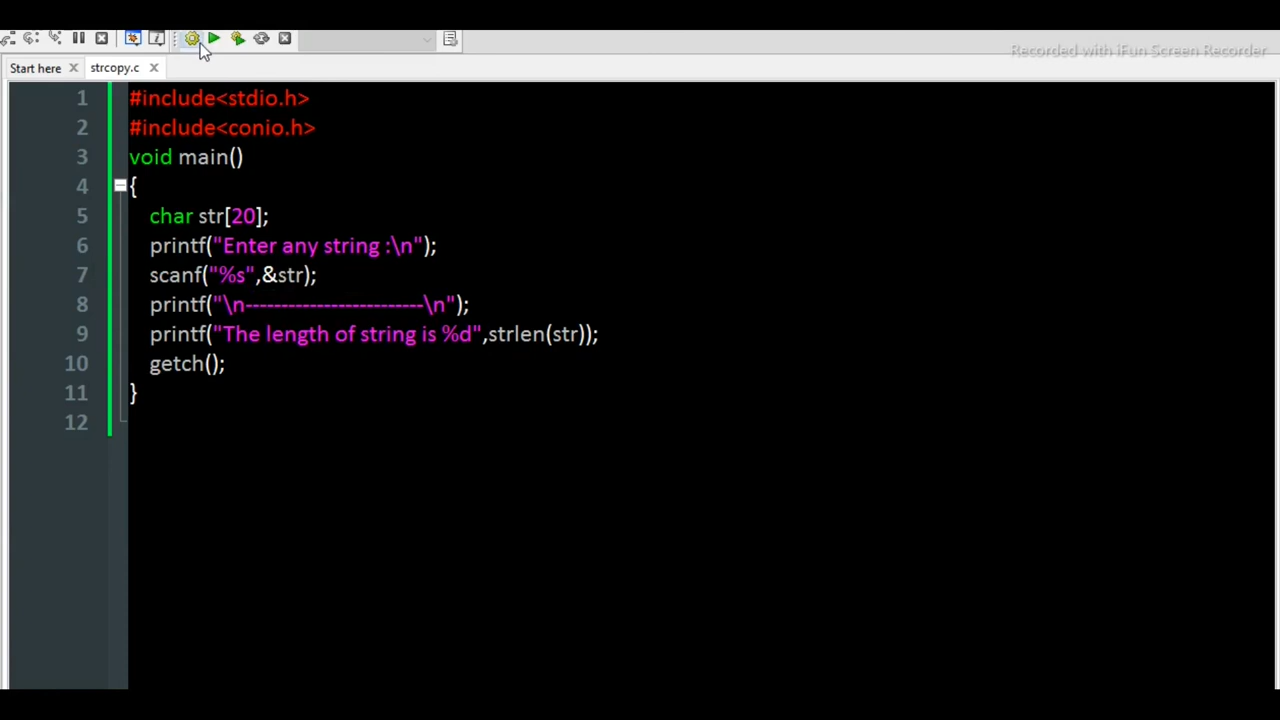 Recorded with iFun Screen Recorder
Start here
strcopy.c
1 #include<stdio.h>
2 #include<conio.h>
3 void main()
4 {
5 char str[20];
6 printf("Enter any string :\n");
7 scanf("%s",&str);
8 printf("\n-------------------------\n");
9 printf("The length of string is %d",strlen(str));
10 getch();
11 }
12